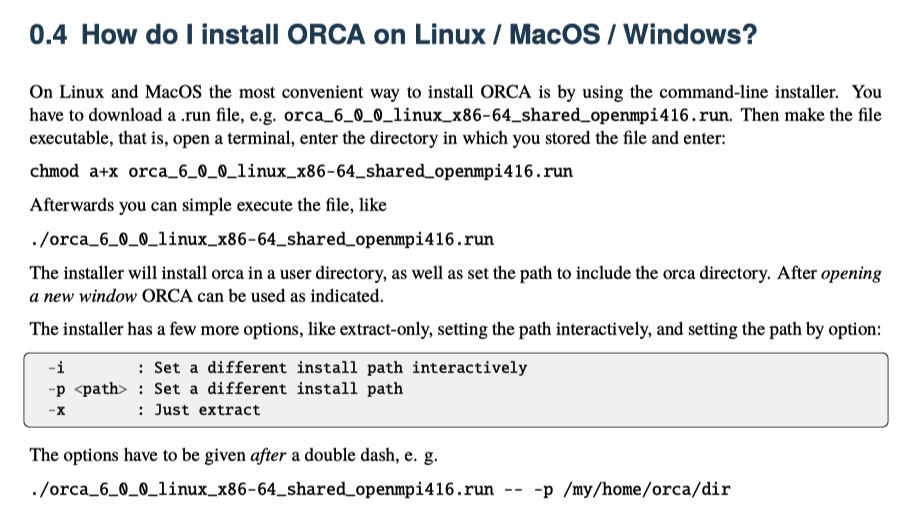 0.4 How do I install ORCA on Linux / MacOS / Windows?
On Linux and MacOS the most convenient way to install ORCA is by using the command-line installer. You
have to download a .run file, e.g. orca_6_0_0_linux_x86-64_shared_openmpi416.run. Then make the file
executable, that is, open a terminal, enter the directory in which you stored the file and enter:
chmod a+x orca_6_0_0_linux_x86-64_shared_openmpi416.run
Afterwards you can simple execute the file, like
./orca_6_0_0_linux_x86-64_shared_openmpi416.run
The installer will install orca in a user directory, as well as set the path to include the orca directory. After opening
a new window ORCA can be used as indicated.
The installer has a few more options, like extract-only, setting the path interactively, and setting the path by option:
-i : Set a different install path interactively
-p <path> : Set a different install path
-x : Just extract
The options have to be given after a double dash, e. g.
./orca_6_0_0_linux_x86-64_shared_openmpi416.run -- -p /my/home/orca/dir